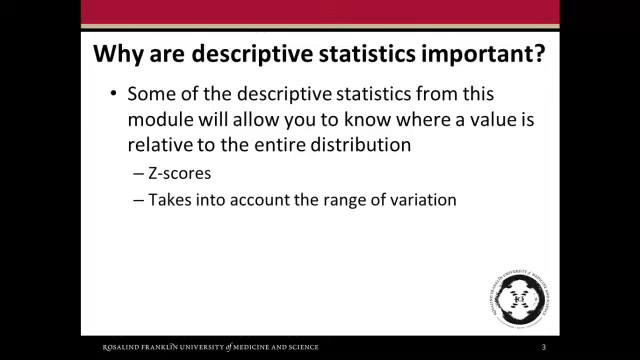 Why are descriptive statistics important?
• Some of the descriptive statistics from this
module will allow you to know where a value is
relative to the entire distribution
– Z-scores
– Takes into account the range of variation
ROSALIND FRANKLIN UNIVERSITY of MEDICINE AND SCIENCE
3